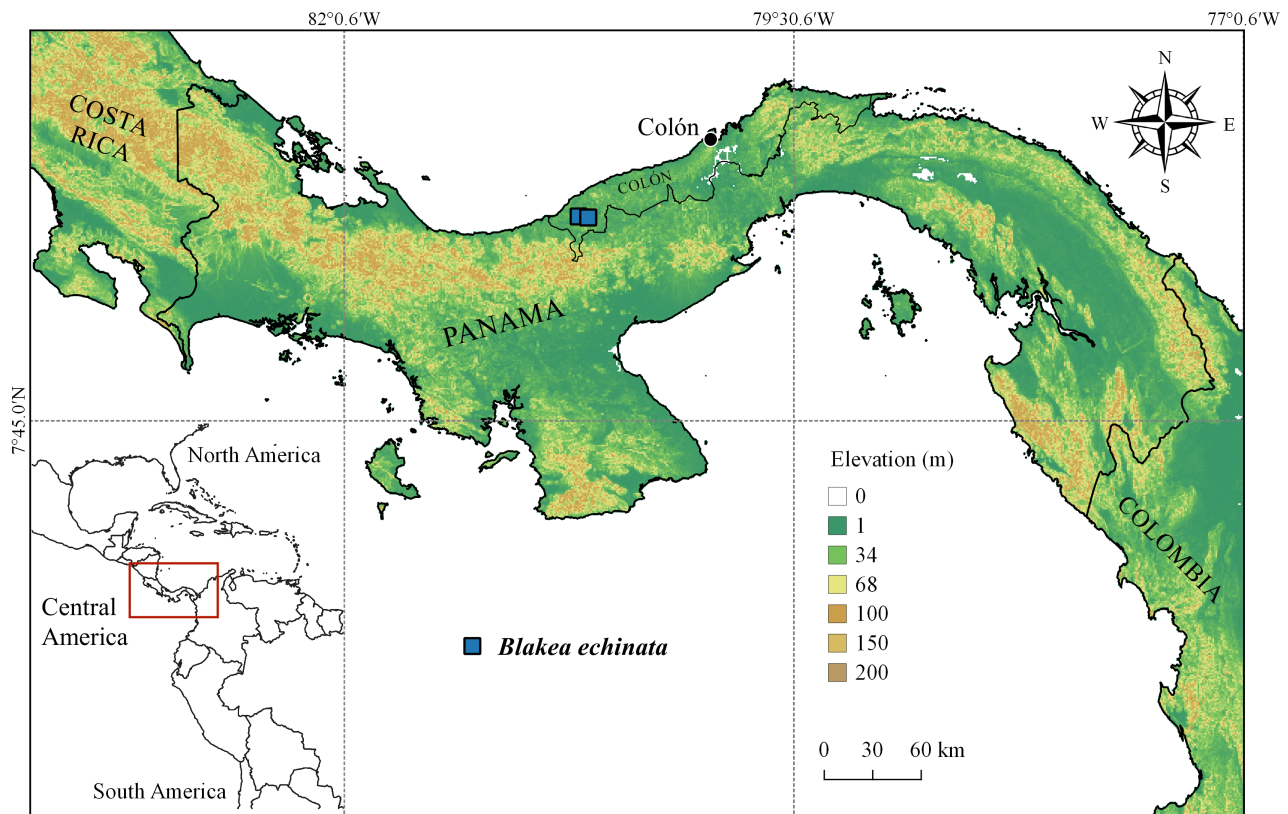 82°0.6'W
79°30.6'W
77°0.6'W
N
W
E
S
COSTA
RICA
Colón
COLÓN
PANAMA
7°45.0'N
North America
Elevation (m)
0
1
34
68
100
150
200
COLOMBIA
Central
America
Blakea echinata
0 30 60 km
South America